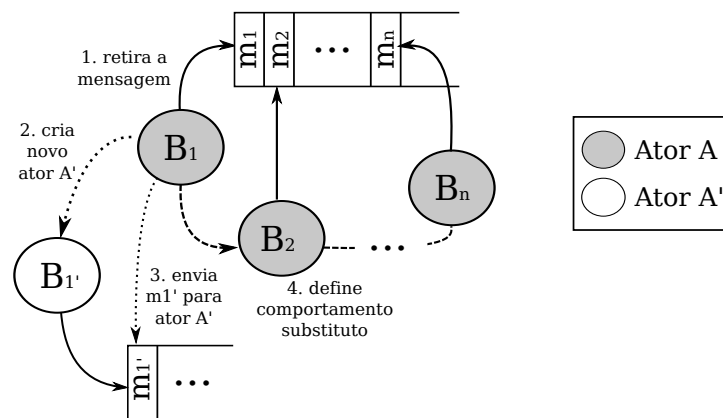 m1 m2 ... mn
1. retira a
mensagem
2. cria
novo
ator A'
B1
Bn
Ator A
Ator A'
B2
...
B1'
3. envia
m1' para
ator A'
4. define
comportamento
substituto
m1' ...